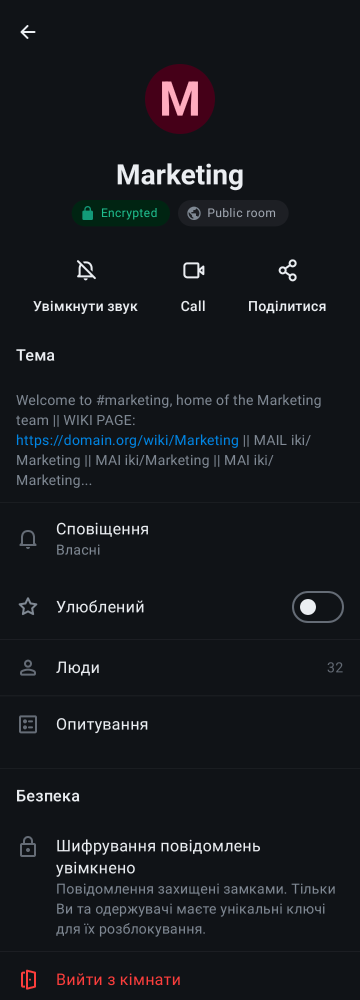 M
Marketing
Encrypted
Public room
Увімкнути звук
Call
Поділитися
Тема
Welcome to #marketing, home of the Marketing
team || WIKI PAGE:
https://domain.org/wiki/Marketing || MAIL iki/
Marketing || MAI iki/Marketing || MAI iki/
Marketing...
Сповіщення
Власні
Улюблений
Люди
32
Опитування
Безпека
Шифрування повідомлень
увімкнено
Повідомлення захищені замками. Тільки
Ви та одержувачі маєте унікальні ключі
для їх розблокування.
Вийти з кімнати